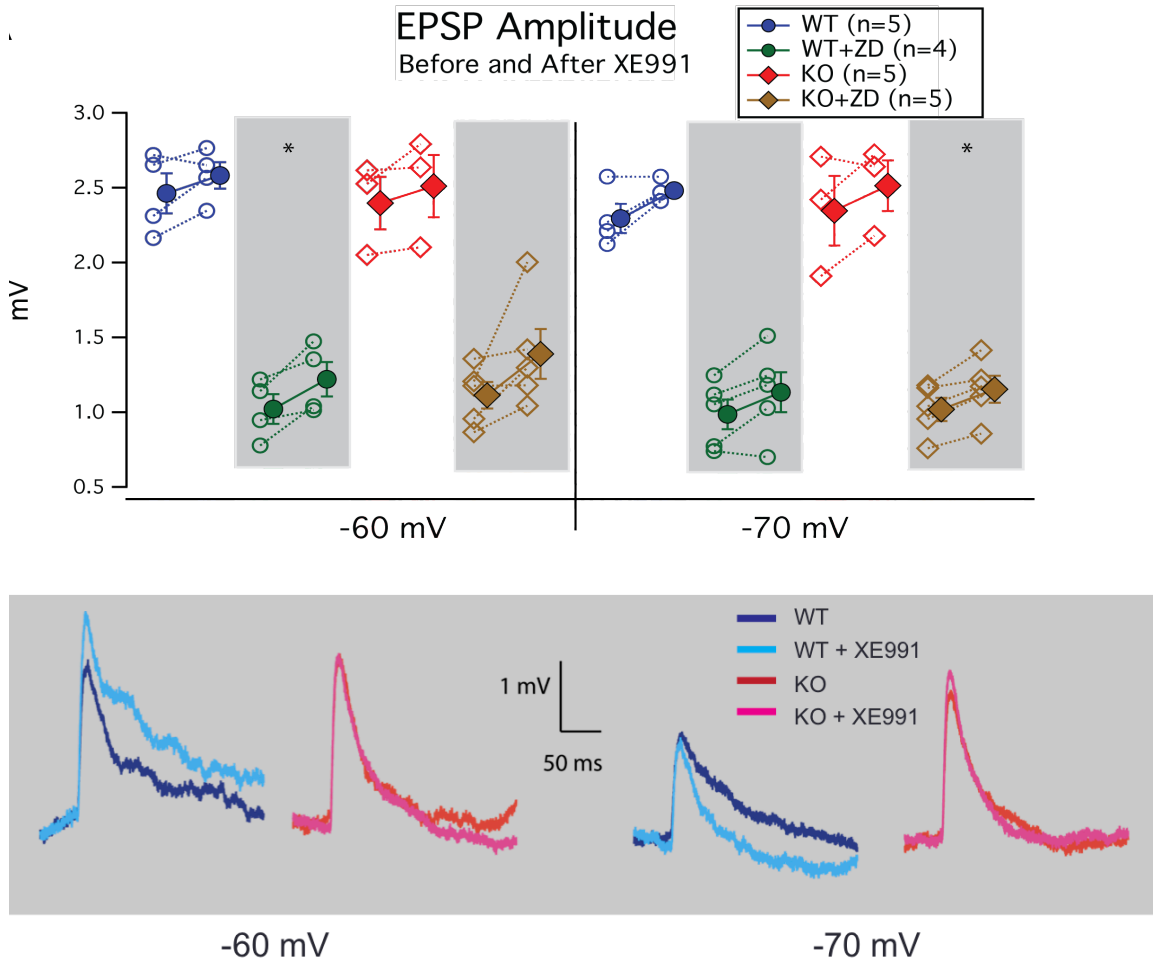 EPSP Amplitude
Before and After XE991
WT (n=5)
WT+ZD (n=4)
KO (n=5)
KO+ZD (n=5)
mV
3.0
2.5
2.0
1.5
1.0
0.5
*
*
-60 mV
-70 mV
WT
WT + XE991
KO
KO + XE991
1 mV
50 ms
-60 mV
-70 mV